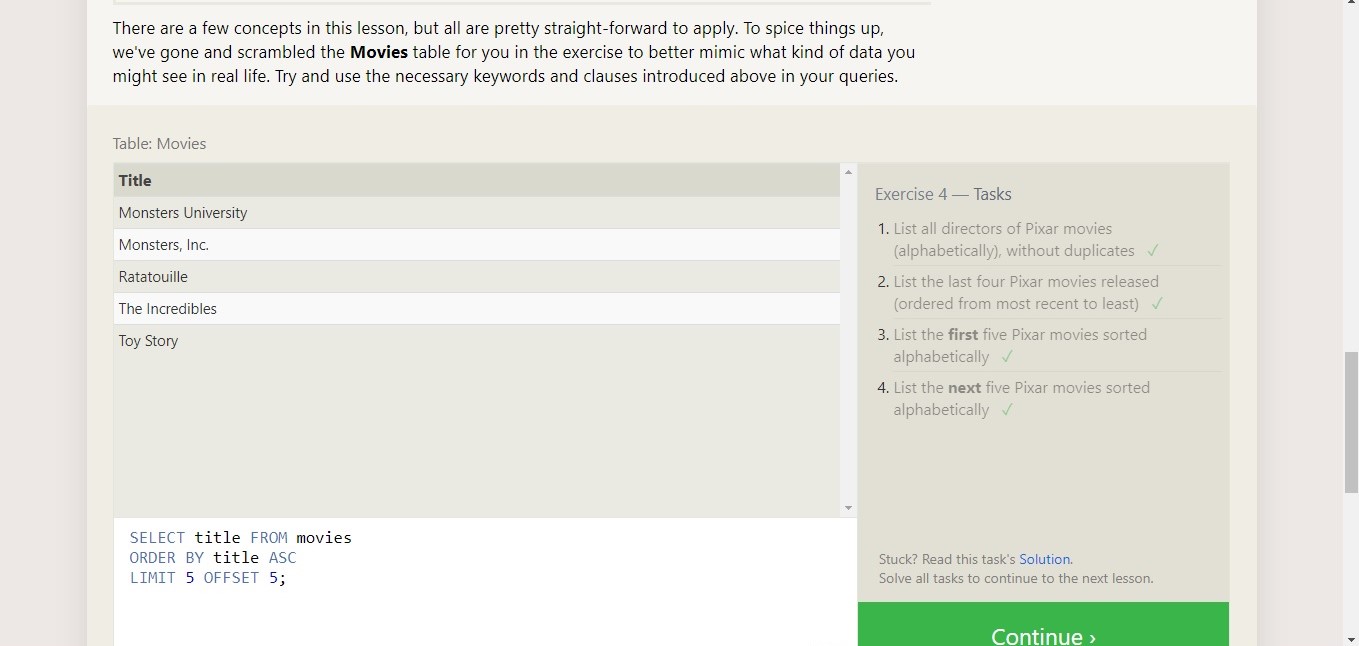 There are a few concepts in this lesson, but all are pretty straight-forward to apply. To spice things up,
we've gone and scrambled the Movies table for you in the exercise to better mimic what kind of data you
might see in real life. Try and use the necessary keywords and clauses introduced above in your queries.
Table: Movies
Title
Monsters University
Monsters, Inc.
Ratatouille
The Incredibles
Toy Story
SELECT title FROM movies
ORDER BY title ASC
LIMIT 5 OFFSET 5;
Exercise 4 — Tasks
1. List all directors of Pixar movies
(alphabetically), without duplicates ✓
2. List the last four Pixar movies released
(ordered from most recent to least) ✓
3. List the first five Pixar movies sorted
alphabetically ✓
4. List the next five Pixar movies sorted
alphabetically ✓
Stuck? Read this task's Solution.
Solve all tasks to continue to the next lesson.
Continue ›